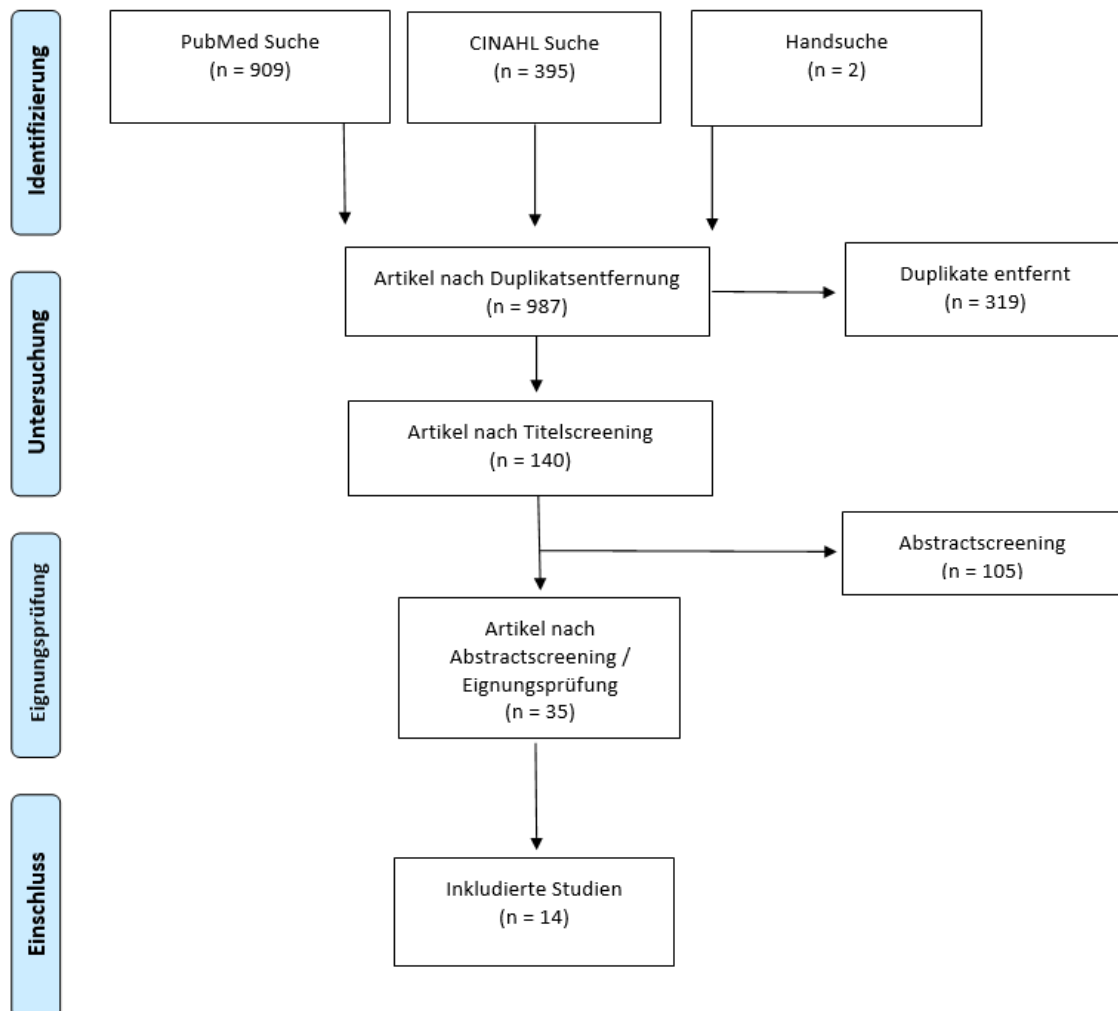 Identifizierung
PubMed Suche
(n = 909)
CINAHL Suche
(n = 395)
Handsuche
(n = 2)
Untersuchung
Artikel nach Duplikatsentfernung
(n = 987)
Duplikate entfernt
(n = 319)
Artikel nach Titelscreening
(n = 140)
Eignungsprüfung
Abstractscreening
(n = 105)
Artikel nach
Abstractscreening /
Eignungsprüfung
(n = 35)
Einschluss
Inkludierte Studien
(n = 14)